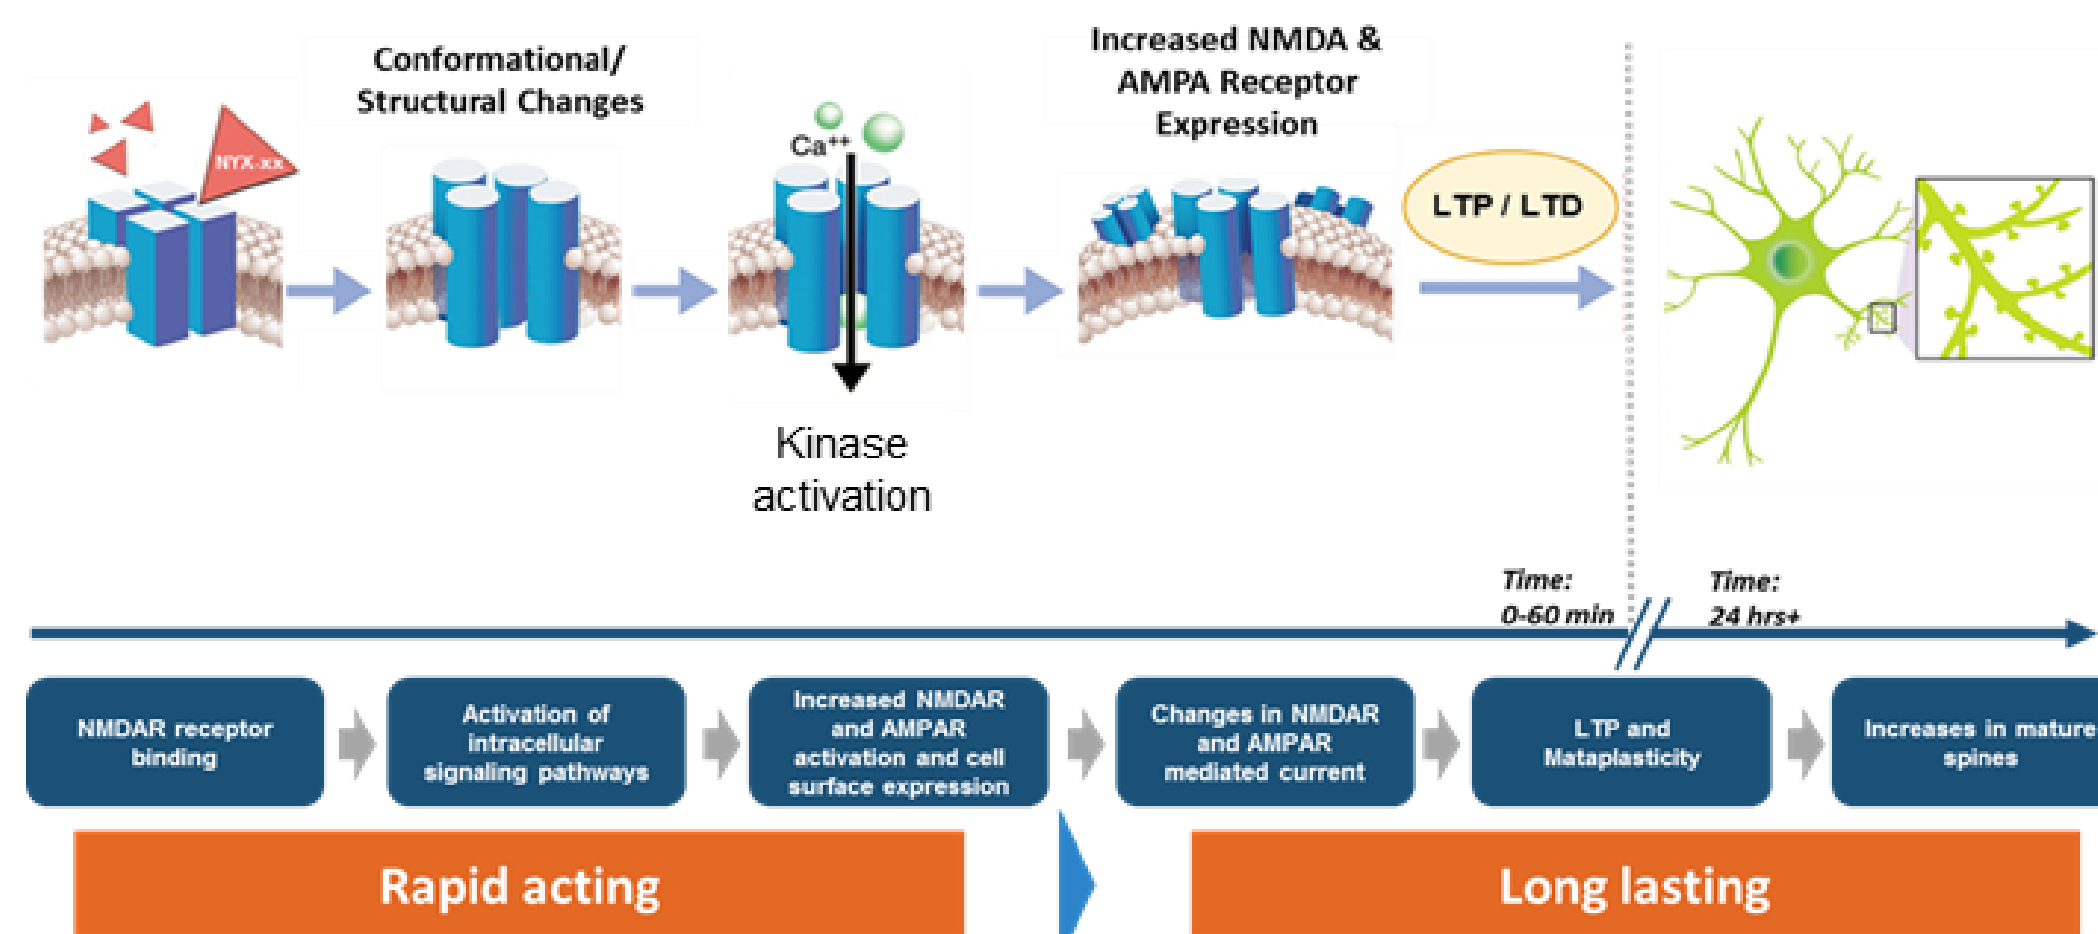 Conformational/
Structural Changes
Increased NMDA &
AMPA Receptor
Expression
NYX-xx
Ca++
LTP / LTD
Kinase
activation
Time:
0-60 min
Time:
24 hrs+
NMDAR receptor
binding
Activation of
intracellular
signaling pathways
Increased NMDAR
and AMPAR
activation and cell
surface expression
Changes in NMDAR
and AMPAR
mediated current
LTP and
Mataplasticity
Increases in mature
spines
Rapid acting
Long lasting